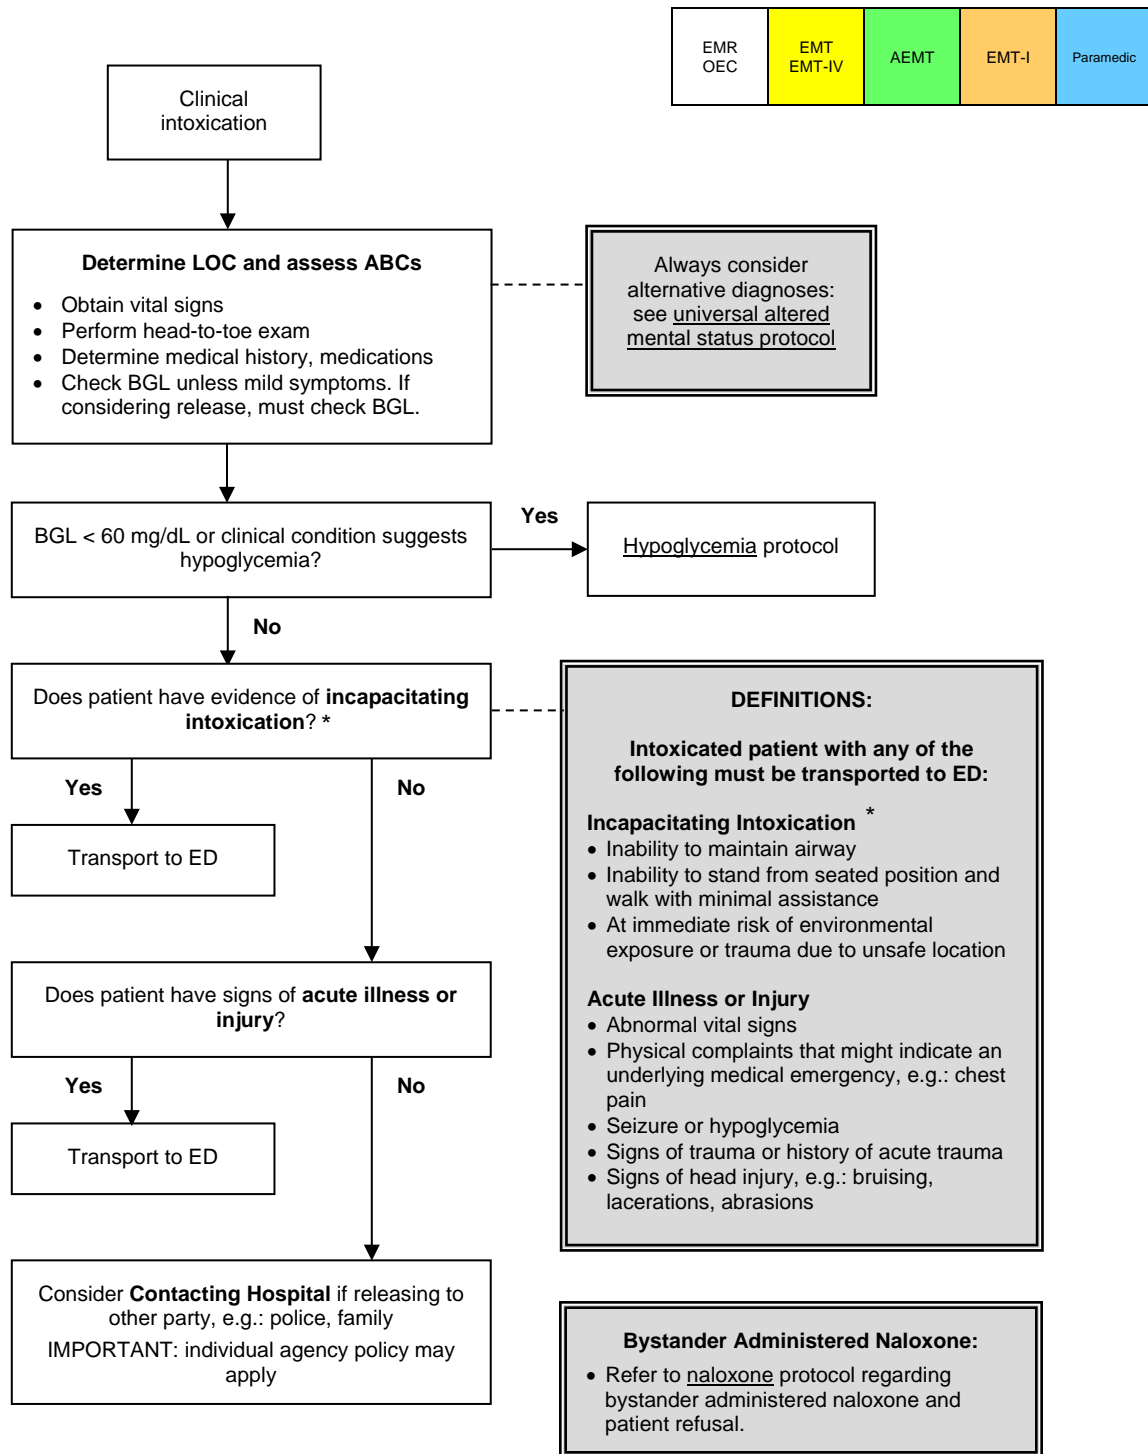 EMR
OEC
EMT
EMT-IV
AEMT
EMT-I
Paramedic
Clinical
intoxication
Determine LOC and assess ABCs
• Obtain vital signs
• Perform head-to-toe exam
• Determine medical history, medications
• Check BGL unless mild symptoms. If
considering release, must check BGL.
Always consider
alternative diagnoses:
see universal altered
mental status protocol
BGL < 60 mg/dL or clinical condition suggests
hypoglycemia?
Yes
Hypoglycemia protocol
No
Does patient have evidence of incapacitating
intoxication? *
Yes
No
Transport to ED
DEFINITIONS:
Intoxicated patient with any of the
following must be transported to ED:
Incapacitating Intoxication *
• Inability to maintain airway
• Inability to stand from seated position and
walk with minimal assistance
• At immediate risk of environmental
exposure or trauma due to unsafe location
Acute Illness or Injury
• Abnormal vital signs
• Physical complaints that might indicate an
underlying medical emergency, e.g.: chest
pain
• Seizure or hypoglycemia
• Signs of trauma or history of acute trauma
• Signs of head injury, e.g.: bruising,
lacerations, abrasions
Does patient have signs of acute illness or
injury?
Yes
No
Transport to ED
Consider Contacting Hospital if releasing to
other party, e.g.: police, family
IMPORTANT: individual agency policy may
apply
Bystander Administered Naloxone:
• Refer to naloxone protocol regarding
bystander administered naloxone and
patient refusal.